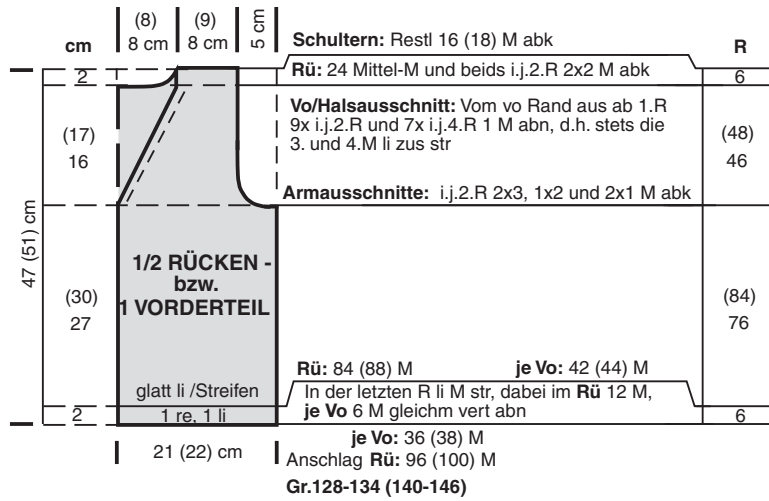 (8) (9)
cm 8 cm 8 cm 5 cm Schultern: Restl 16 (18) M abk R
2 Rü: 24 Mittel-M und beids i.j.2.R 2x2 M abk 6
Vo/Halsausschnitt: Vom vo Rand aus ab 1.R
(17) 9x i.j.2.R und 7x i.j.4.R 1 M abn, d.h. stets die (48)
16 3. und 4.M li zus str 46
Armausschnitte: i.j.2.R 2x3, 1x2 und 2x1 M abk
47 (51) cm
1/2 RÜCKEN -
bzw.
1 VORDERTEIL
(30) (84)
27 76
Rü: 84 (88) M je Vo: 42 (44) M
glatt li /Streifen In der letzten R li M str, dabei im Rü 12 M,
2 1 re, 1 li je Vo 6 M gleichm vert abn 6
je Vo: 36 (38) M
21 (22) cm Anschlag Rü: 96 (100) M
Gr.128-134 (140-146)